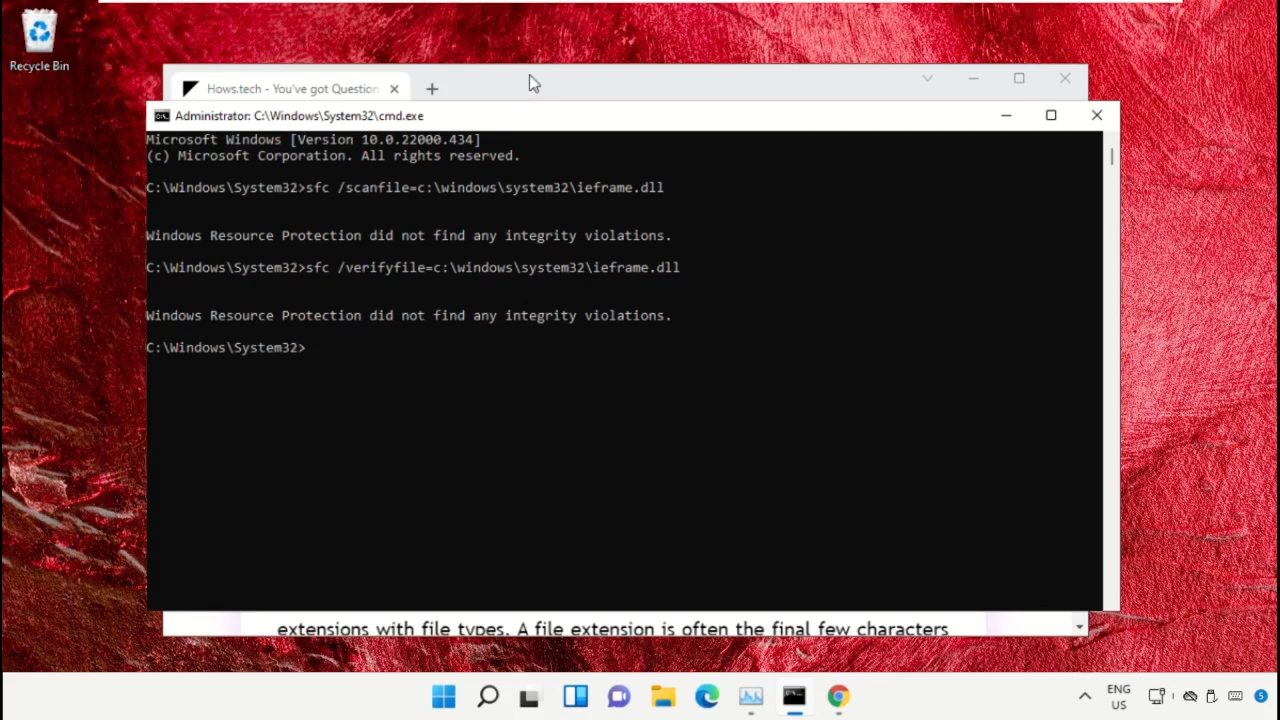 Recycle Bin
Hows.tech - You've got Question
Administrator: C:\Windows\System32\cmd.exe
Microsoft Windows [Version 10.0.22000.434]
(c) Microsoft Corporation. All rights reserved.
C:\Windows\System32>sfc /scanfile=c:\windows\system32\ieframe.dll
Windows Resource Protection did not find any integrity violations.
C:\Windows\System32>sfc /verifyfile=c:\windows\system32\ieframe.dll
Windows Resource Protection did not find any integrity violations.
C:\Windows\System32>
extensions with file types. A file extension is often the final few characters
ENG
US
5